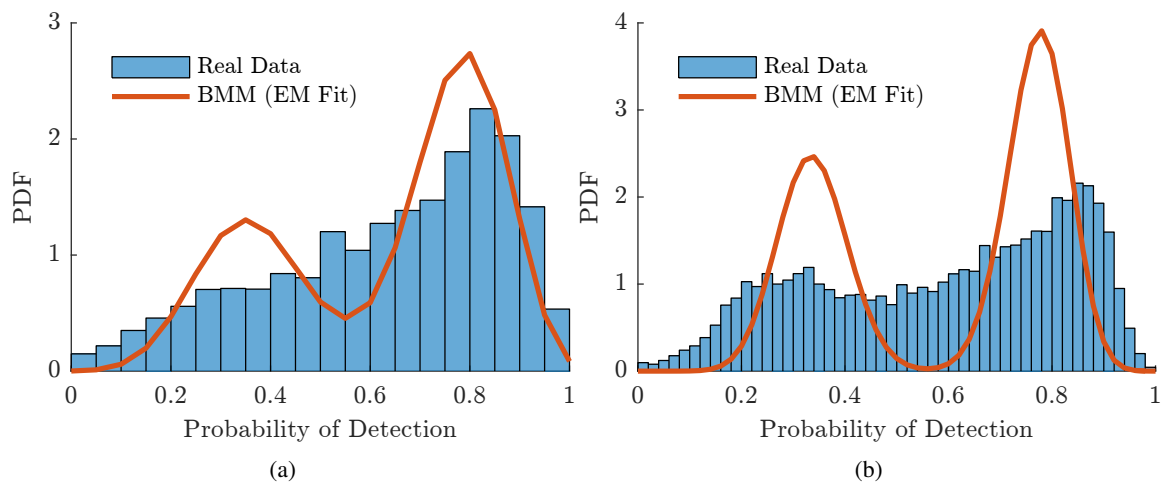 3
2
1
0
PDF
Real Data
BMM (EM Fit)
0 0.2 0.4 0.6 0.8 1
Probability of Detection
(a)
4
3
2
1
0
PDF
Real Data
BMM (EM Fit)
0 0.2 0.4 0.6 0.8 1
Probability of Detection
(b)